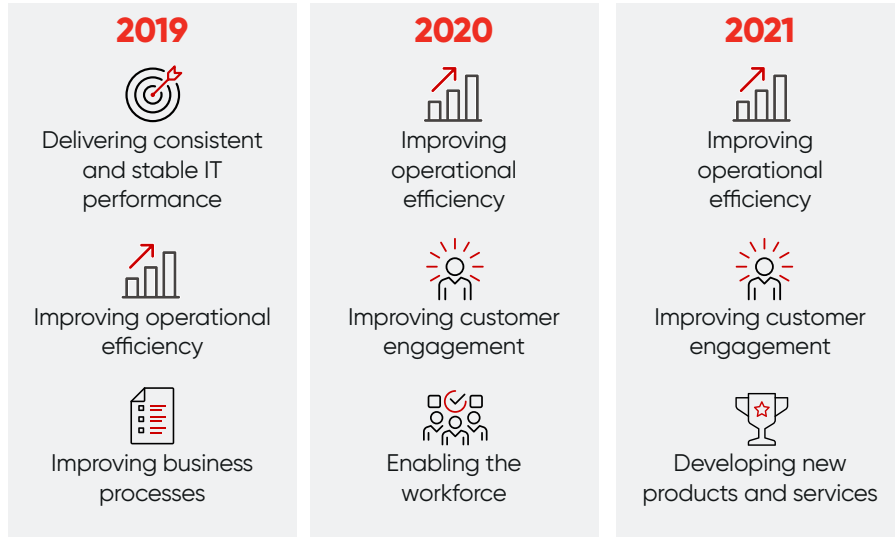 2019
Delivering consistent
and stable IT
performance
Improving operational
efficiency
Improving business
processes
2020
Improving
operational
efficiency
Improving customer
engagement
Enabling the
workforce
2021
Improving
operational
efficiency
Improving customer
engagement
Developing new
products and services